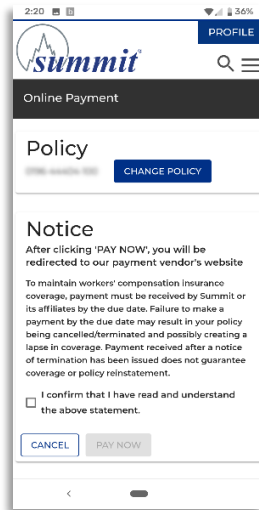 2:20
36%
PROFILE
summit
Online Payment
Policy
CHANGE POLICY
Notice
After clicking 'PAY NOW', you will be
redirected to our payment vendor's website
To maintain workers' compensation insurance
coverage, payment must be received by Summit or
its affiliates by the due date. Failure to make a
payment by the due date may result in your policy
being cancelled/terminated and possibly creating a
lapse in coverage. Payment received after a notice
of termination has been issued does not guarantee
coverage or policy reinstatement.
I confirm that I have read and understand
the above statement.
CANCEL
PAY NOW